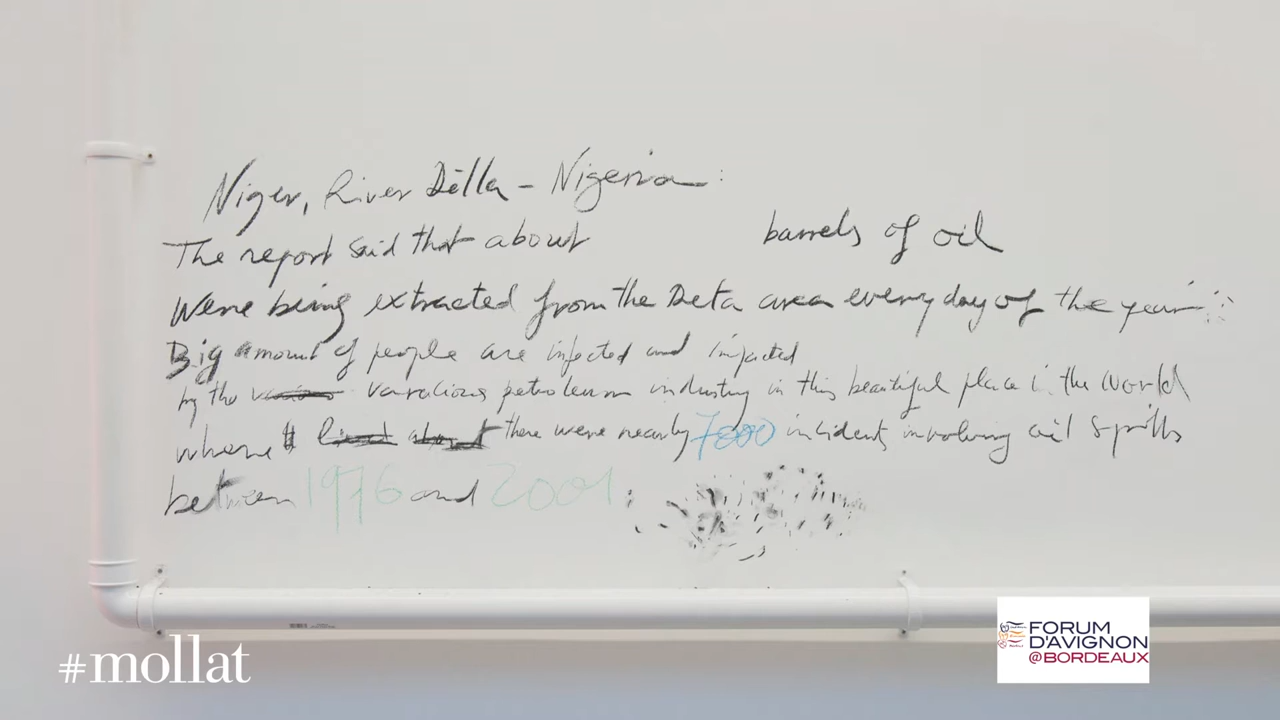 Niger, River Dèlla - Nigeria :
The report said that about barrels of oil
Were being extracted from the Delta area every day of the year
Big amount of people are infected and impacted
by the varalious petroleum industry in this beautiful place in the World
where there were nearly 7000 incidents involving oil spills
between 1976 and 2001 :
#mollat
FORUM
D'AVIGNON
@BORDEAUX